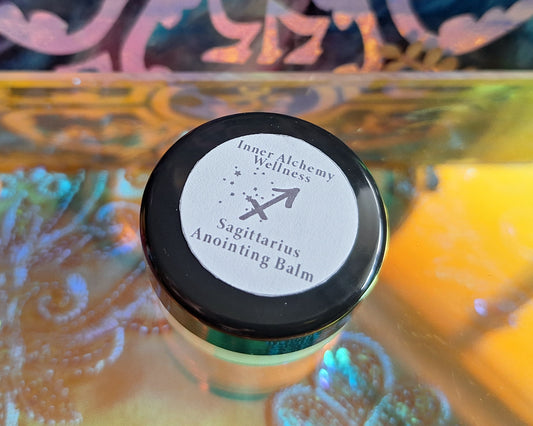 Inner Alchemy
Wellness
Sagittarius
Anointing Balm